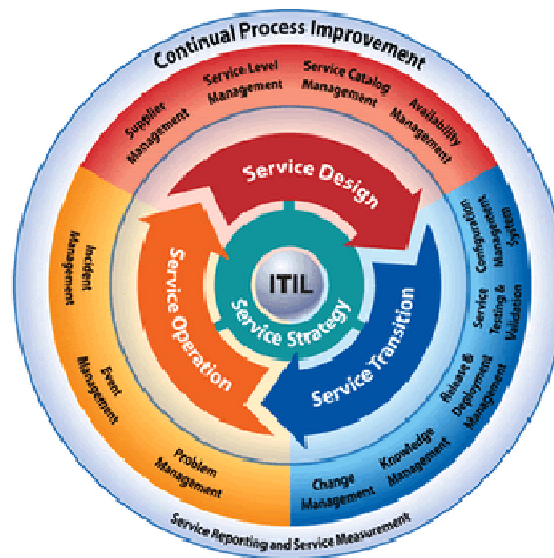 Continual Process Improvement
Supplier
Management
Service Level
Management
Service Catalog
Management
Availability
Management
Configuration
Management
System
Service
Testing &
Validation
Release &
Deployment
Management
Knowledge
Management
Change
Management
Problem
Management
Event
Management
Incident
Management
Service Design
Service Transition
Service Operation
Service Strategy
ITIL
Service Reporting and Service Measurement